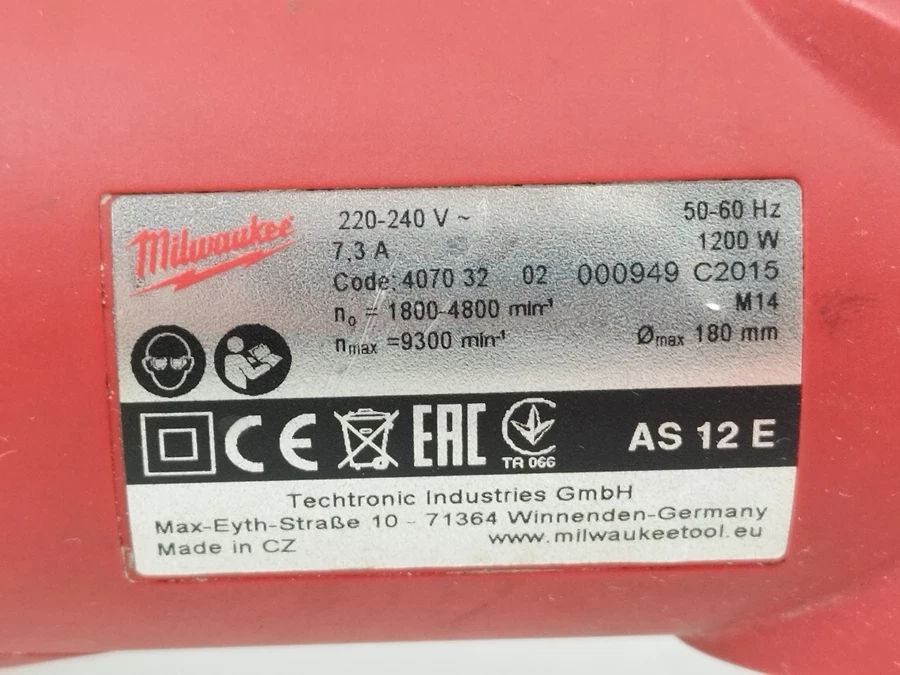 Milwaukee
220-240 V ~ 50-60 Hz
7,3 A 1200 W
Code: 4070 32 02 000949 C2015
n₀ = 1800-4800 min⁻¹ M14
nmax =9300 min⁻¹ Ømax 180 mm
CE EAC TR 066 AS 12 E
Techtronic Industries GmbH
Max-Eyth-Straße 10 - 71364 Winnenden-Germany
Made in CZ www.milwaukeetool.eu